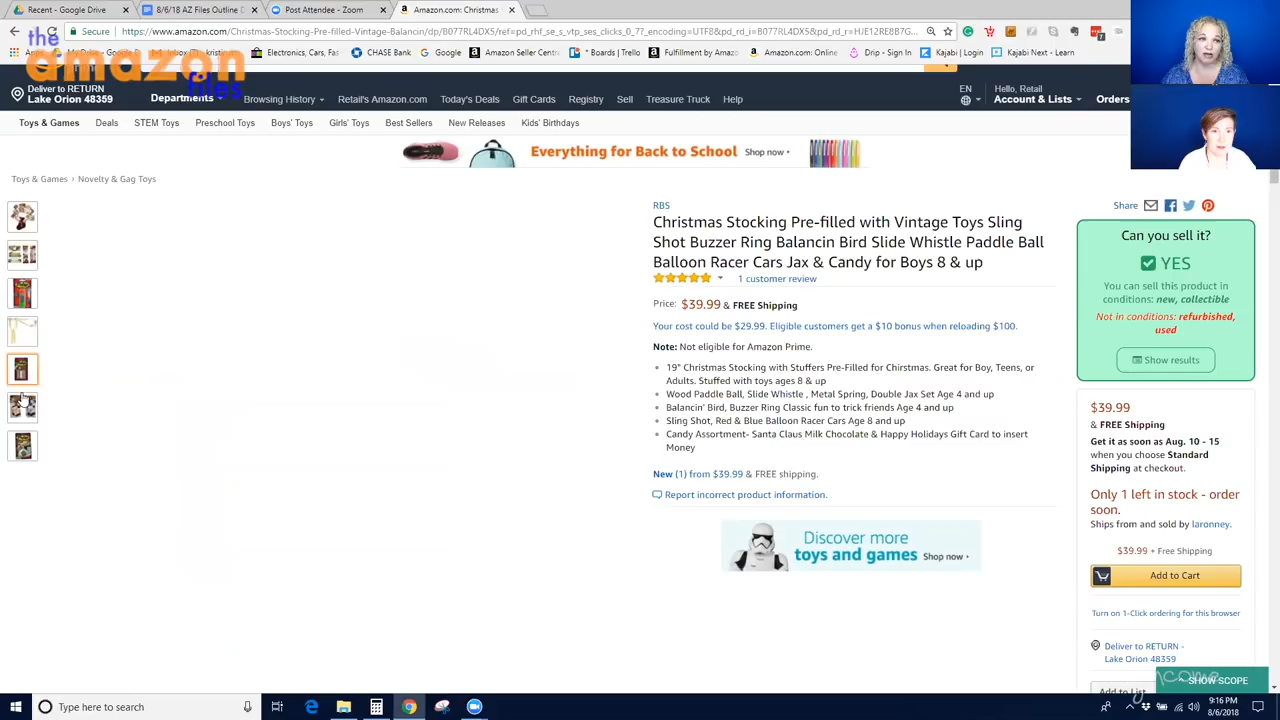 Brainstorming - Google Drive
8/6/18 AZ Files Outline D
Post Attendee - Zoom
Amazon.com: Christmas
Secure
https://www.amazon.com/Christmas-Stocking-Pre-filled-Vintage-Balancin/dp/B077RL4DX5/ref=pd_rhf_se_s_vtp_ses_clicks_0_7?_encoding=UTF8&pd_rd_i=B077RL4DX5&pd_rd_r=HJE12RE8B
the
amazon
files
Electronics, Cars, Fas
CHASE Bank
Google
Amazon Seller Centr
* Boards | Trello
Fulfillment by Amaz
Amazon.com: Online
Drip - Sign In
Kajabi | Login
Kajabi Next - Learn
Deliver to RETURN
Lake Orion 48359
Departments
Browsing History
Retail's Amazon.com
Today's Deals
Gift Cards
Registry
Sell
Treasure Truck
Help
EN
Hello, Retail
Account & Lists
Orders
Toys & Games
Deals
STEM Toys
Preschool Toys
Boys' Toys
Girls' Toys
Best Sellers
New Releases
Kids' Birthdays
Everything for Back to School
Shop now ›
Toys & Games › Novelty & Gag Toys
RBS
Christmas Stocking Pre-filled with Vintage Toys Sling
Shot Buzzer Ring Balancin Bird Slide Whistle Paddle Ball
Balloon Racer Cars Jax & Candy for Boys 8 & up
1 customer review
Price: $39.99 & FREE Shipping
Your cost could be $29.99. Eligible customers get a $10 bonus when reloading $100.
Note: Not eligible for Amazon Prime.
19" Christmas Stocking with Stuffers Pre-Filled for Churistmas. Great for Boy, Teens, or
Adults. Stuffed with toys ages 8 & up
Wood Paddle Ball, Slide Whistle , Metal Spring, Double Jax Set Age 4 and up
Balancin' Bird, Buzzer Ring Classic fun to trick friends Age 4 and up
Sling Shot, Red & Blue Balloon Racer Cars Age 8 and up
Candy Assortment- Santa Claus Milk Chocolate & Happy Holidays Gift Card to insert
Money
New (1) from $39.99 & FREE shipping.
Report incorrect product information.
Discover more
toys and games
Shop now ›
Share
Can you sell it?
YES
You can sell this product in
conditions: new, collectible
Not in conditions: refurbished,
used
Show results
$39.99
& FREE Shipping
Get it as soon as Aug. 10 - 15
when you choose Standard
Shipping at checkout.
Only 1 left in stock - order
soon.
Ships from and sold by laronney.
$39.99 + Free Shipping
Add to Cart
Turn on 1-Click ordering for this browser
Deliver to RETURN -
Lake Orion 48359
Add to List
SHOW SCOPE
Type here to search
9:16 PM
8/6/2018